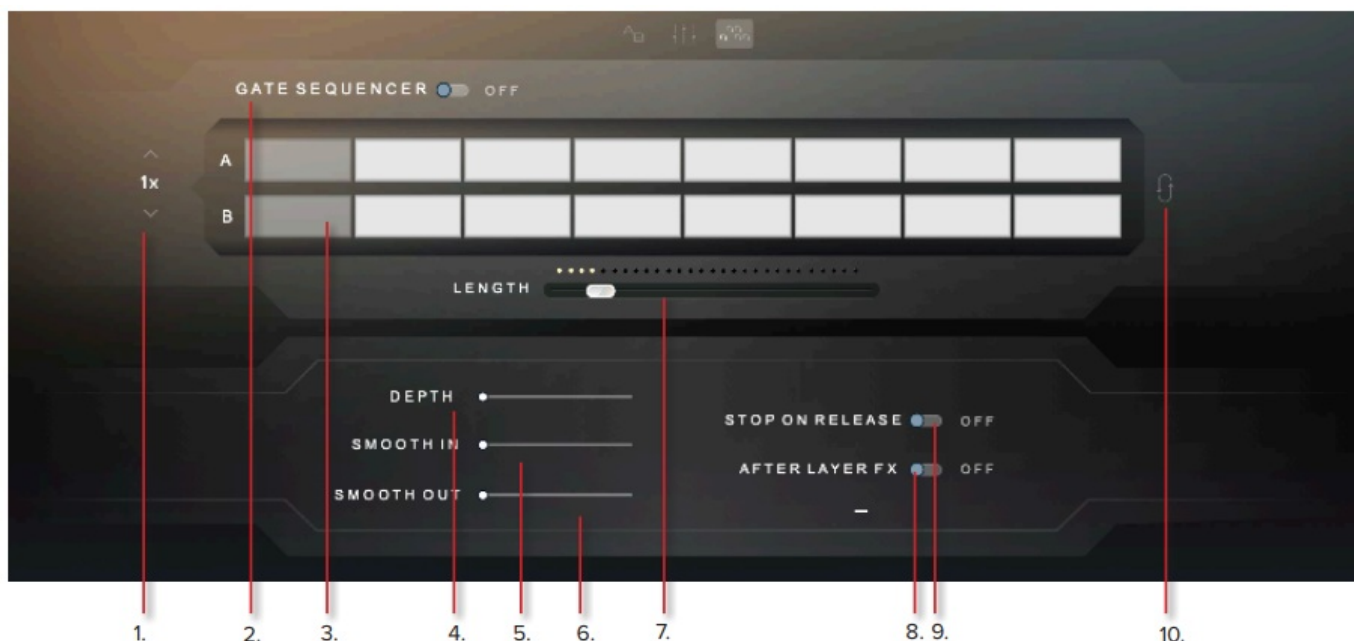 GATE SEQUENCER OFF
A
1x
B
LENGTH
DEPTH
STOP ON RELEASE OFF
SMOOTH IN
AFTER LAYER FX OFF
SMOOTH OUT
1. 2. 3. 4. 5. 6. 7. 8. 9. 10.